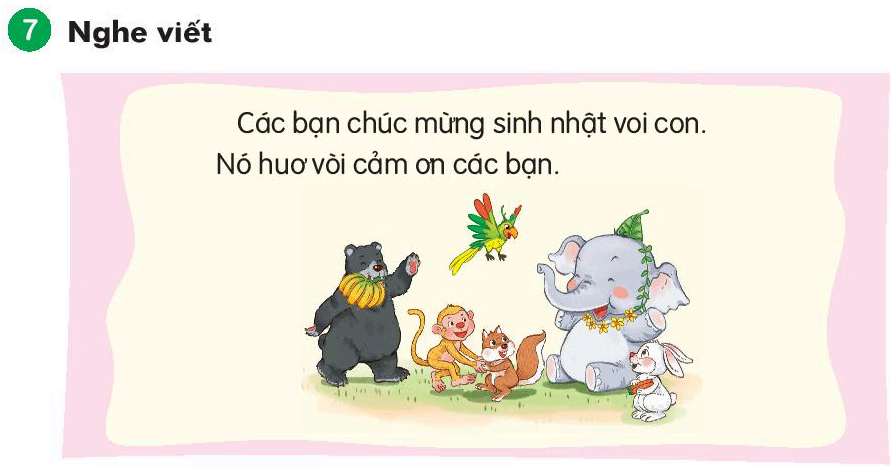 7 Nghe viết
Các bạn chúc mừng sinh nhật voi con.
Nó huơ vòi cảm ơn các bạn.